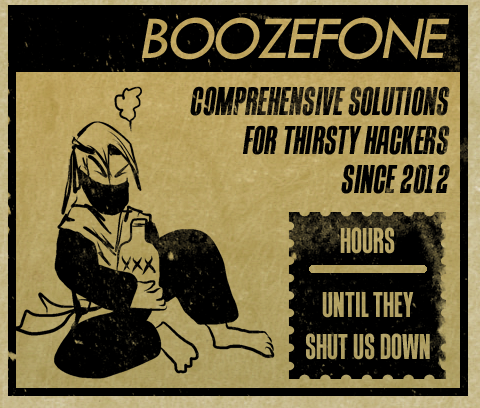 BOOZEFONE
COMPREHENSIVE SOLUTIONS
FOR THIRSTY HACKERS
SINCE 2012
HOURS
UNTIL THEY
SHUT US DOWN
XXX